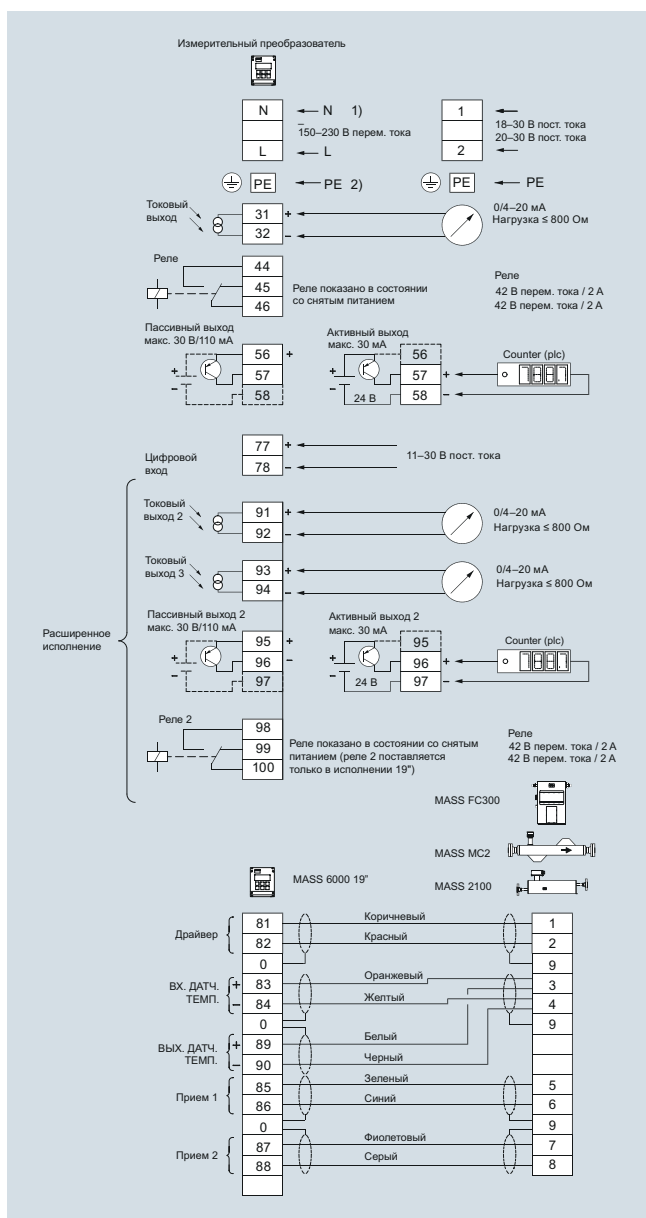 Измерительный преобразователь
N
N 1)
1
150–230 В перем. тока
18–30 В пост. тока
20–30 В пост. тока
L
L
2
PE
PE 2)
PE
PE
Токовый
выход
31 +
32 –
0/4–20 мА
Нагрузка ≤ 800 Ом
Реле
44
45
46
Реле показано в состоянии
со снятым питанием
Реле
42 В перем. тока / 2 А
42 В перем. тока / 2 А
Пассивный выход
макс. 30 В/110 мА
+
–
56 +
57
58
Активный выход
макс. 30 мА
+
–
24 В
56
57 +
58 –
Counter (plc)
Цифровой
вход
77 +
78 –
11–30 В пост. тока
Расширенное
исполнение
Токовый
выход 2
91 +
92 –
0/4–20 мА
Нагрузка ≤ 800 Ом
Токовый
выход 3
93 +
94 –
0/4–20 мА
Нагрузка ≤ 800 Ом
Пассивный выход 2
макс. 30 В/110 мА
+
–
95 +
96 –
97
Активный выход 2
макс. 30 мА
+
–
24 В
95
96 +
97 –
Counter (plc)
Реле 2
98
99
100
Реле показано в состоянии со снятым
питанием (реле 2 поставляется
только в исполнении 19")
Реле
42 В перем. тока / 2 А
42 В перем. тока / 2 А
MASS FC300
MASS MC2
MASS 2100
MASS 6000 19"
Драйвер
81 Коричневый 1
82 Красный 2
0 9
ВХ. ДАТЧ.
ТЕМП.
+ 83 Оранжевый 3
– 84 Желтый 4
0 9
ВЫХ. ДАТЧ.
ТЕМП.
+ 89 Белый
– 90 Черный
Прием 1
85 Зеленый 5
86 Синий 6
0 9
Прием 2
87 Фиолетовый 7
88 Серый 8